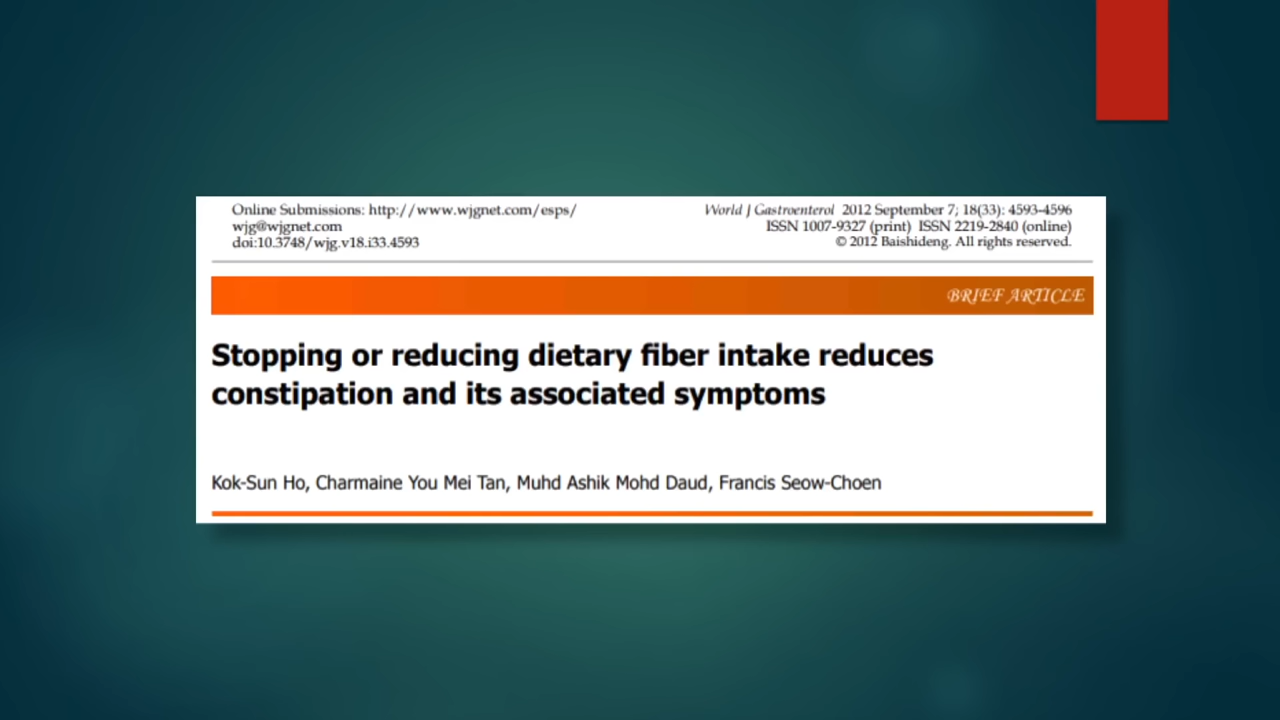 Online Submissions: http://www.wjgnet.com/esps/
wjg@wjgnet.com
doi:10.3748/wjg.v18.i33.4593
World J Gastroenterol 2012 September 7; 18(33): 4593-4596
ISSN 1007-9327 (print) ISSN 2219-2840 (online)
© 2012 Baishideng. All rights reserved.
BRIEF ARTICLE
Stopping or reducing dietary fiber intake reduces
constipation and its associated symptoms
Kok-Sun Ho, Charmaine You Mei Tan, Muhd Ashik Mohd Daud, Francis Seow-Choen